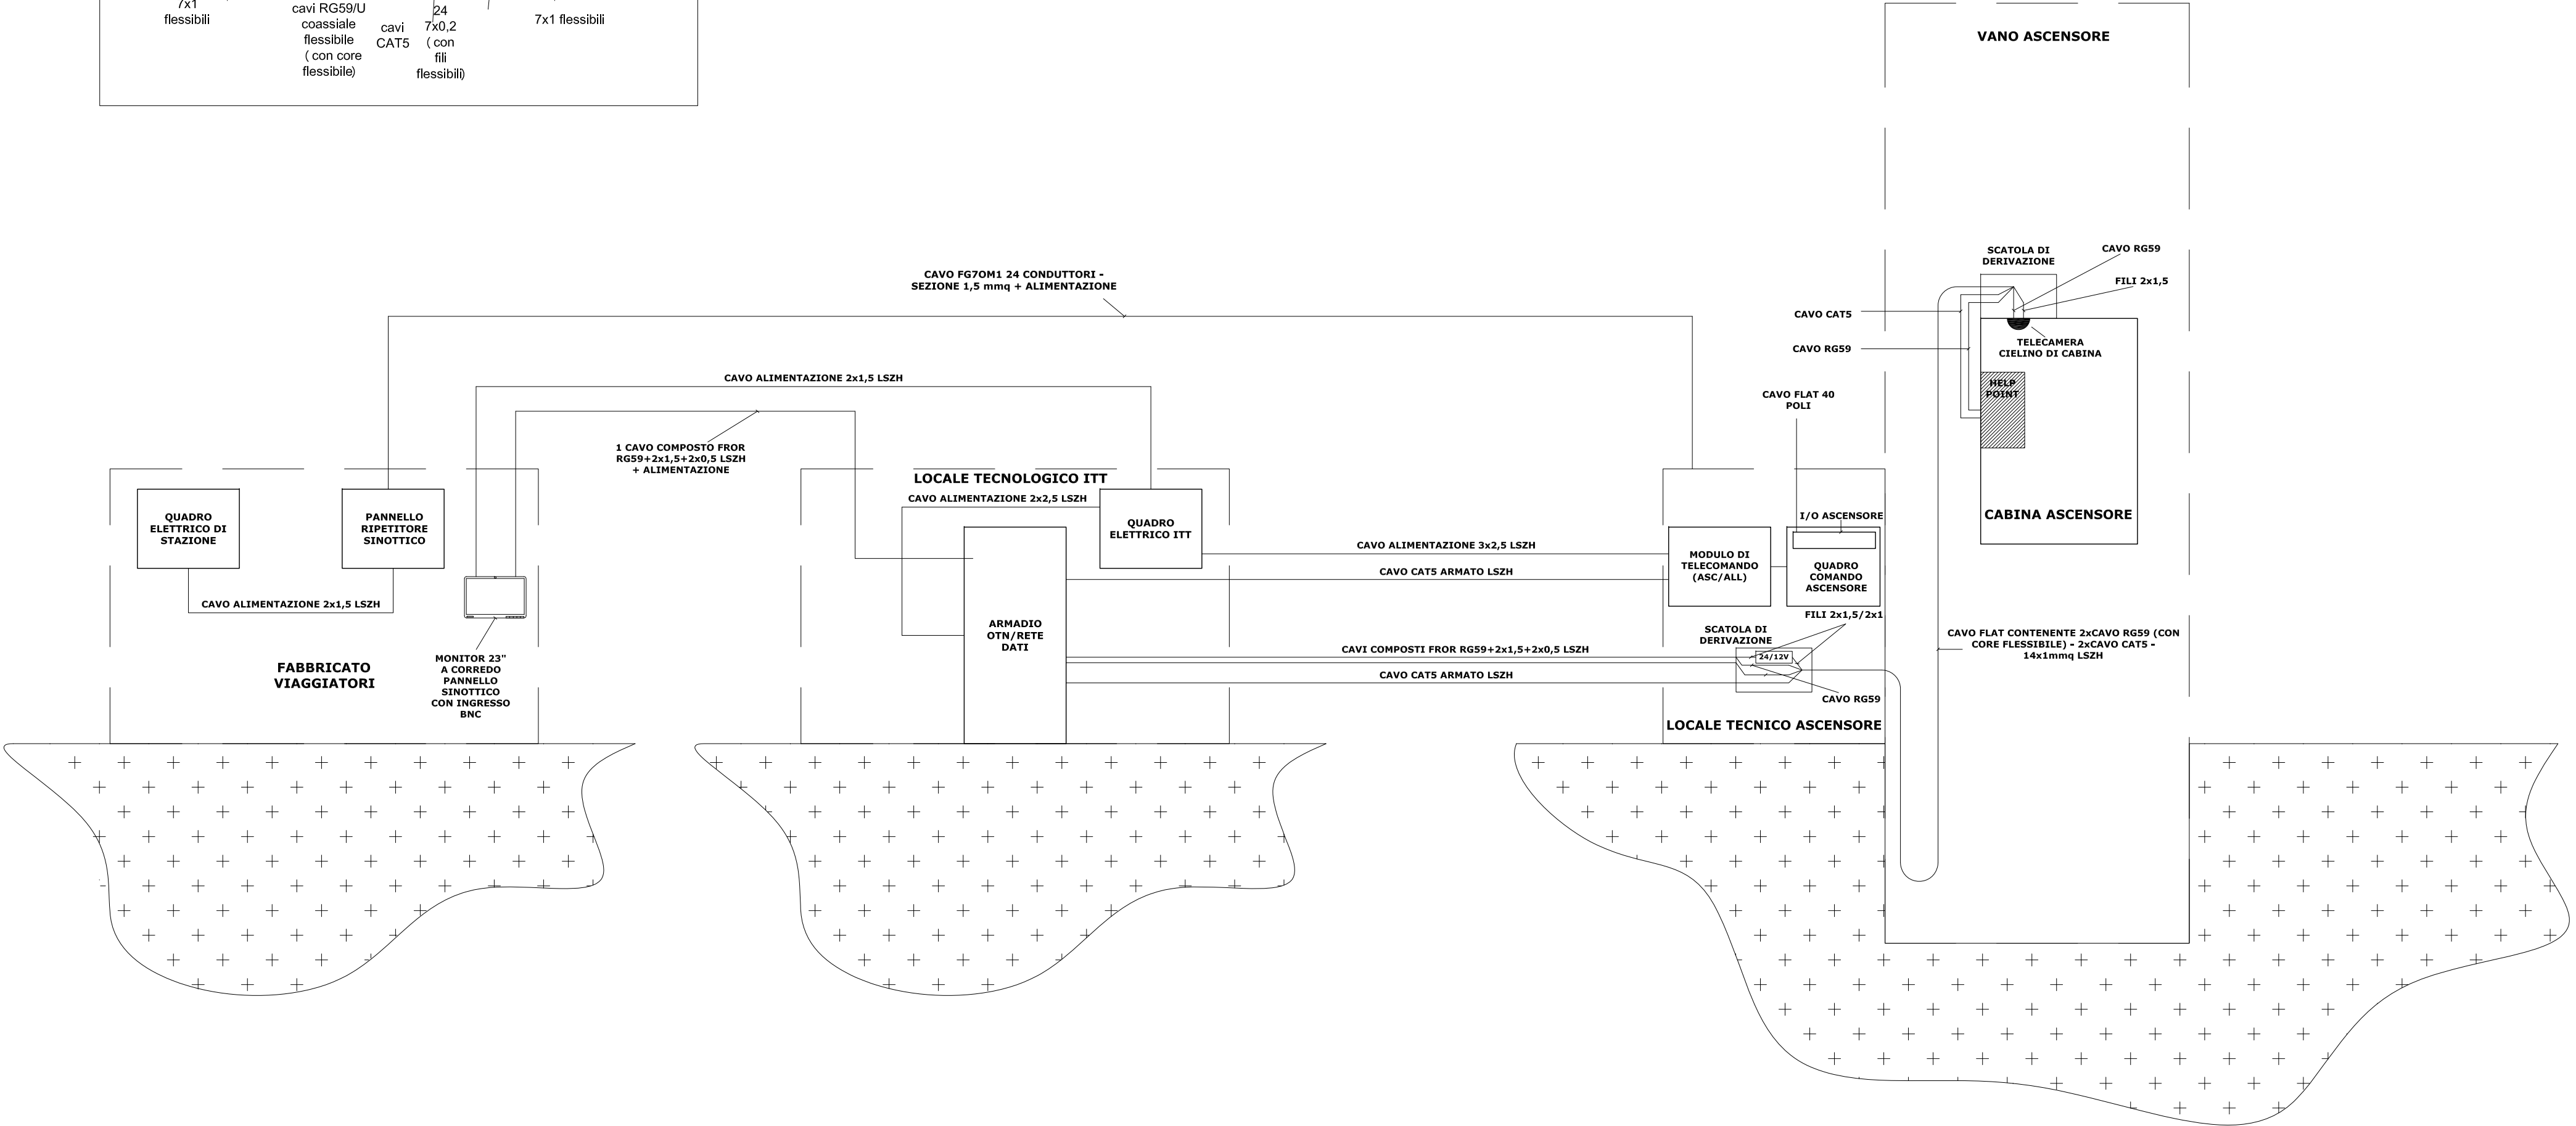 7x1
flessibili
cavi RG59/U
coassiale
flessibile
( con core
flessibile)
cavi
CAT5
24
7x0,2
( con
fili
flessibili)
7x1 flessibili
VANO ASCENSORE
SCATOLA DI
DERIVAZIONE
CAVO RG59
FILI 2x1,5
CAVO CAT5
CAVO RG59
TELECAMERA
CIELINO DI CABINA
HELP
POINT
CABINA ASCENSORE
CAVO FG7OM1 24 CONDUTTORI -
SEZIONE 1,5 mmq + ALIMENTAZIONE
CAVO ALIMENTAZIONE 2x1,5 LSZH
1 CAVO COMPOSTO FROR
RG59+2x1,5+2x0,5 LSZH
+ ALIMENTAZIONE
CAVO FLAT 40
POLI
QUADRO
ELETTRICO DI
STAZIONE
PANNELLO
RIPETITORE
SINOTTICO
CAVO ALIMENTAZIONE 2x1,5 LSZH
FABBRICATO
VIAGGIATORI
MONITOR 23"
A CORREDO
PANNELLO
SINOTTICO
CON INGRESSO
BNC
LOCALE TECNOLOGICO ITT
CAVO ALIMENTAZIONE 2x2,5 LSZH
QUADRO
ELETTRICO ITT
ARMADIO
OTN/RETE
DATI
CAVO ALIMENTAZIONE 3x2,5 LSZH
CAVO CAT5 ARMATO LSZH
CAVI COMPOSTI FROR RG59+2x1,5+2x0,5 LSZH
CAVO CAT5 ARMATO LSZH
I/O ASCENSORE
MODULO DI
TELECOMANDO
(ASC/ALL)
QUADRO
COMANDO
ASCENSORE
FILI 2x1,5/2x1
SCATOLA DI
DERIVAZIONE
24/12V
CAVO RG59
LOCALE TECNICO ASCENSORE
CAVO FLAT CONTENENTE 2xCAVO RG59 (CON
CORE FLESSIBILE) - 2xCAVO CAT5 -
14x1mmq LSZH